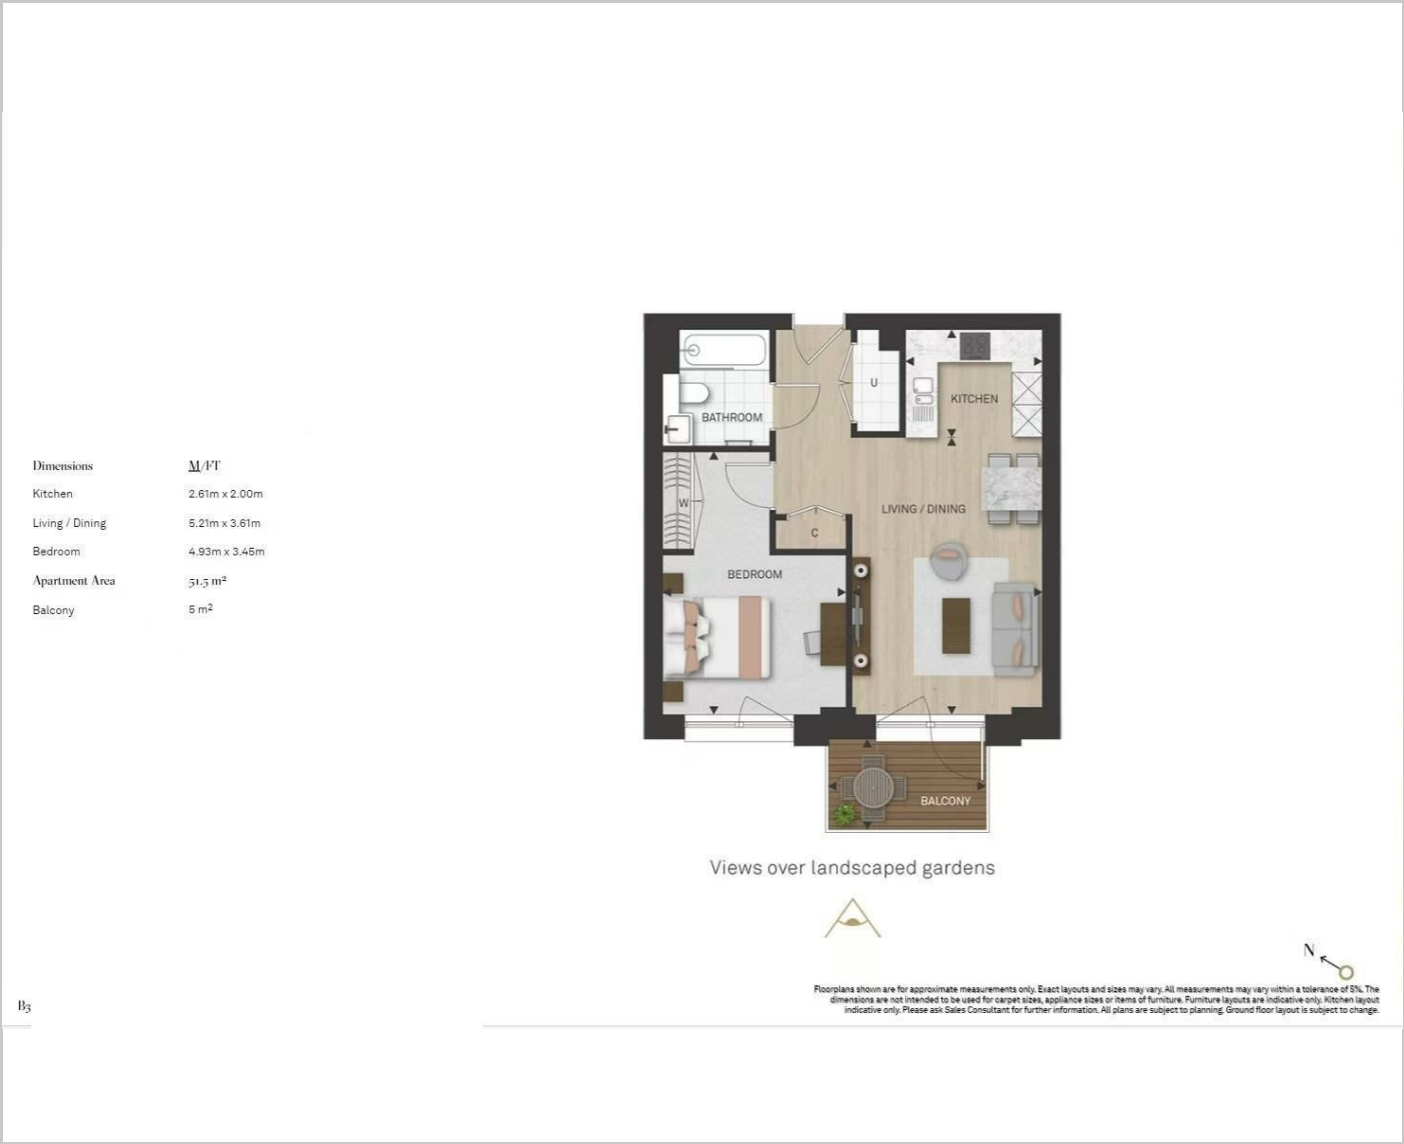 Dimensions M/FT
Kitchen 2.61m x 2.00m
Living / Dining 5.21m x 3.61m
Bedroom 4.93m x 3.45m
Apartment Area 51.5 m²
Balcony 5 m²
B3
BATHROOM
U
KITCHEN
W
LIVING / DINING
C
BEDROOM
BALCONY
Views over landscaped gardens
N
Floorplans shown are for approximate measurements only. Exact layouts and sizes may vary. All measurements may vary within a tolerance of 5%. The
dimensions are not intended to be used for carpet sizes, appliance sizes or items of furniture. Furniture layouts are indicative only. Kitchen layout
indicative only. Please ask Sales Consultant for further information. All plans are subject to planning. Ground floor layout is subject to change.